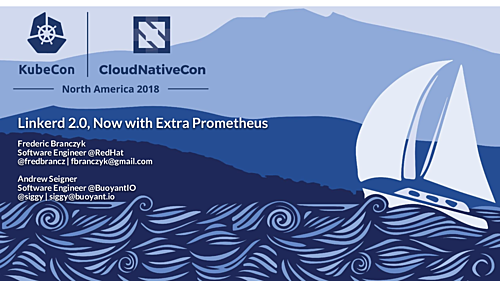 KubeCon
CloudNativeCon
North America 2018
Linkerd 2.0, Now with Extra Prometheus
Frederic Branczyk
Software Engineer @RedHat
@fredbrancz | fbranczyk@gmail.com
Andrew Seigner
Software Engineer @BuoyantIO
@siggy | siggy@buoyant.io